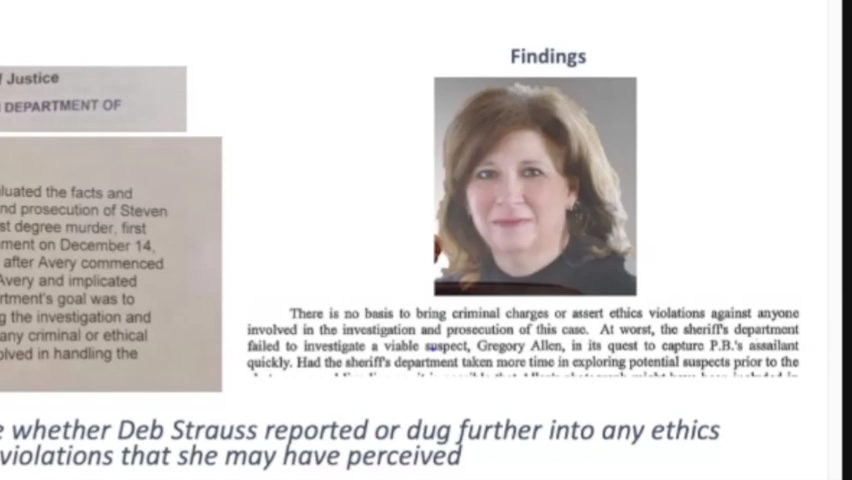 f Justice
DEPARTMENT OF
luated the facts and
nd prosecution of Steven
st degree murder, first
ment on December 14,
after Avery commenced
Avery and implicated
rtment's goal was to
g the investigation and
any criminal or ethical
olved in handling the
Findings
There is no basis to bring criminal charges or assert ethics violations against anyone
involved in the investigation and prosecution of this case. At worst, the sheriff's department
failed to investigate a viable suspect, Gregory Allen, in its quest to capture P.B.'s assailant
quickly. Had the sheriff's department taken more time in exploring potential suspects prior to the
e whether Deb Strauss reported or dug further into any ethics
violations that she may have perceived